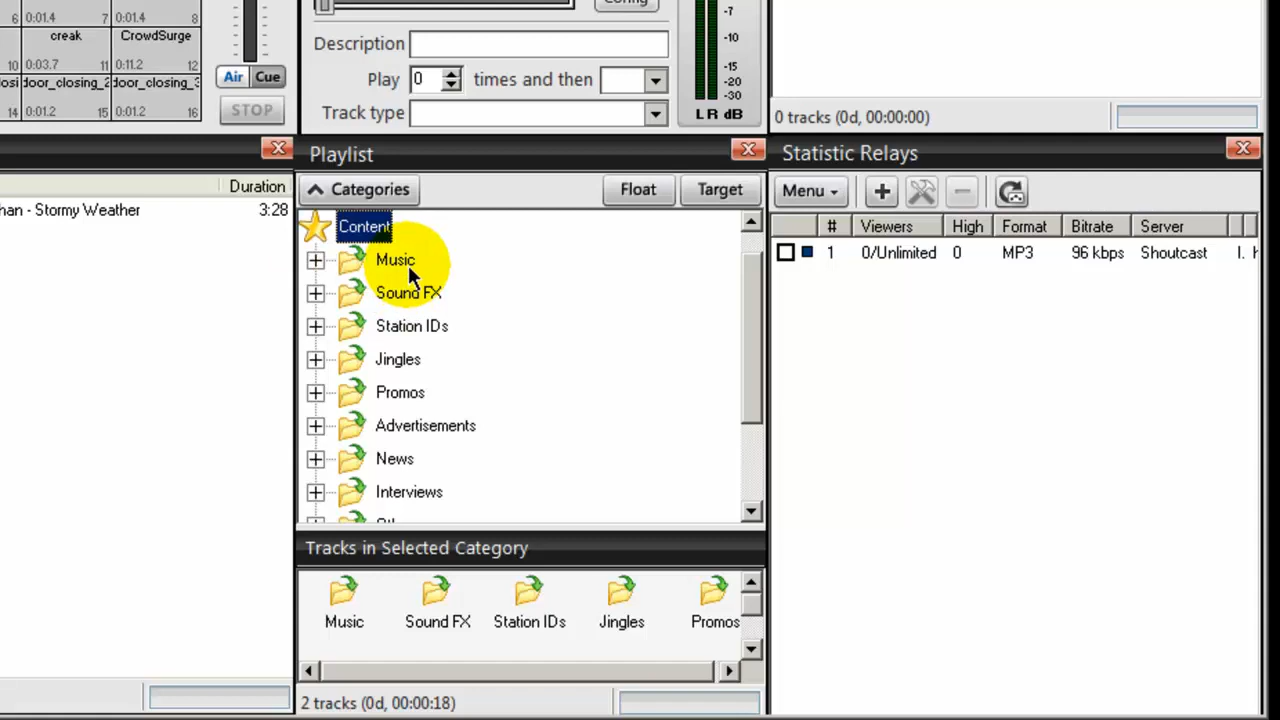 6 0:01.4 7 0:01.4 8
creak CrowdSurge
10 0:03.7 11 0:11.2 12
door_closing_2 door_closing_3
14 0:01.2 15 0:01.2 16
Air Cue
STOP
Config
Description
Play 0 times and then
Track type
-7
-10
-15
-20
-30
L R dB
0 tracks (0d, 00:00:00)
Duration
han - Stormy Weather 3:28
Playlist
Categories Float Target
Content
Music
Sound FX
Station IDs
Jingles
Promos
Advertisements
News
Interviews
Tracks in Selected Category
Music Sound FX Station IDs Jingles Promos
2 tracks (0d, 00:00:18)
Statistic Relays
Menu
# Viewers High Format Bitrate Server
1 0/Unlimited 0 MP3 96 kbps Shoutcast